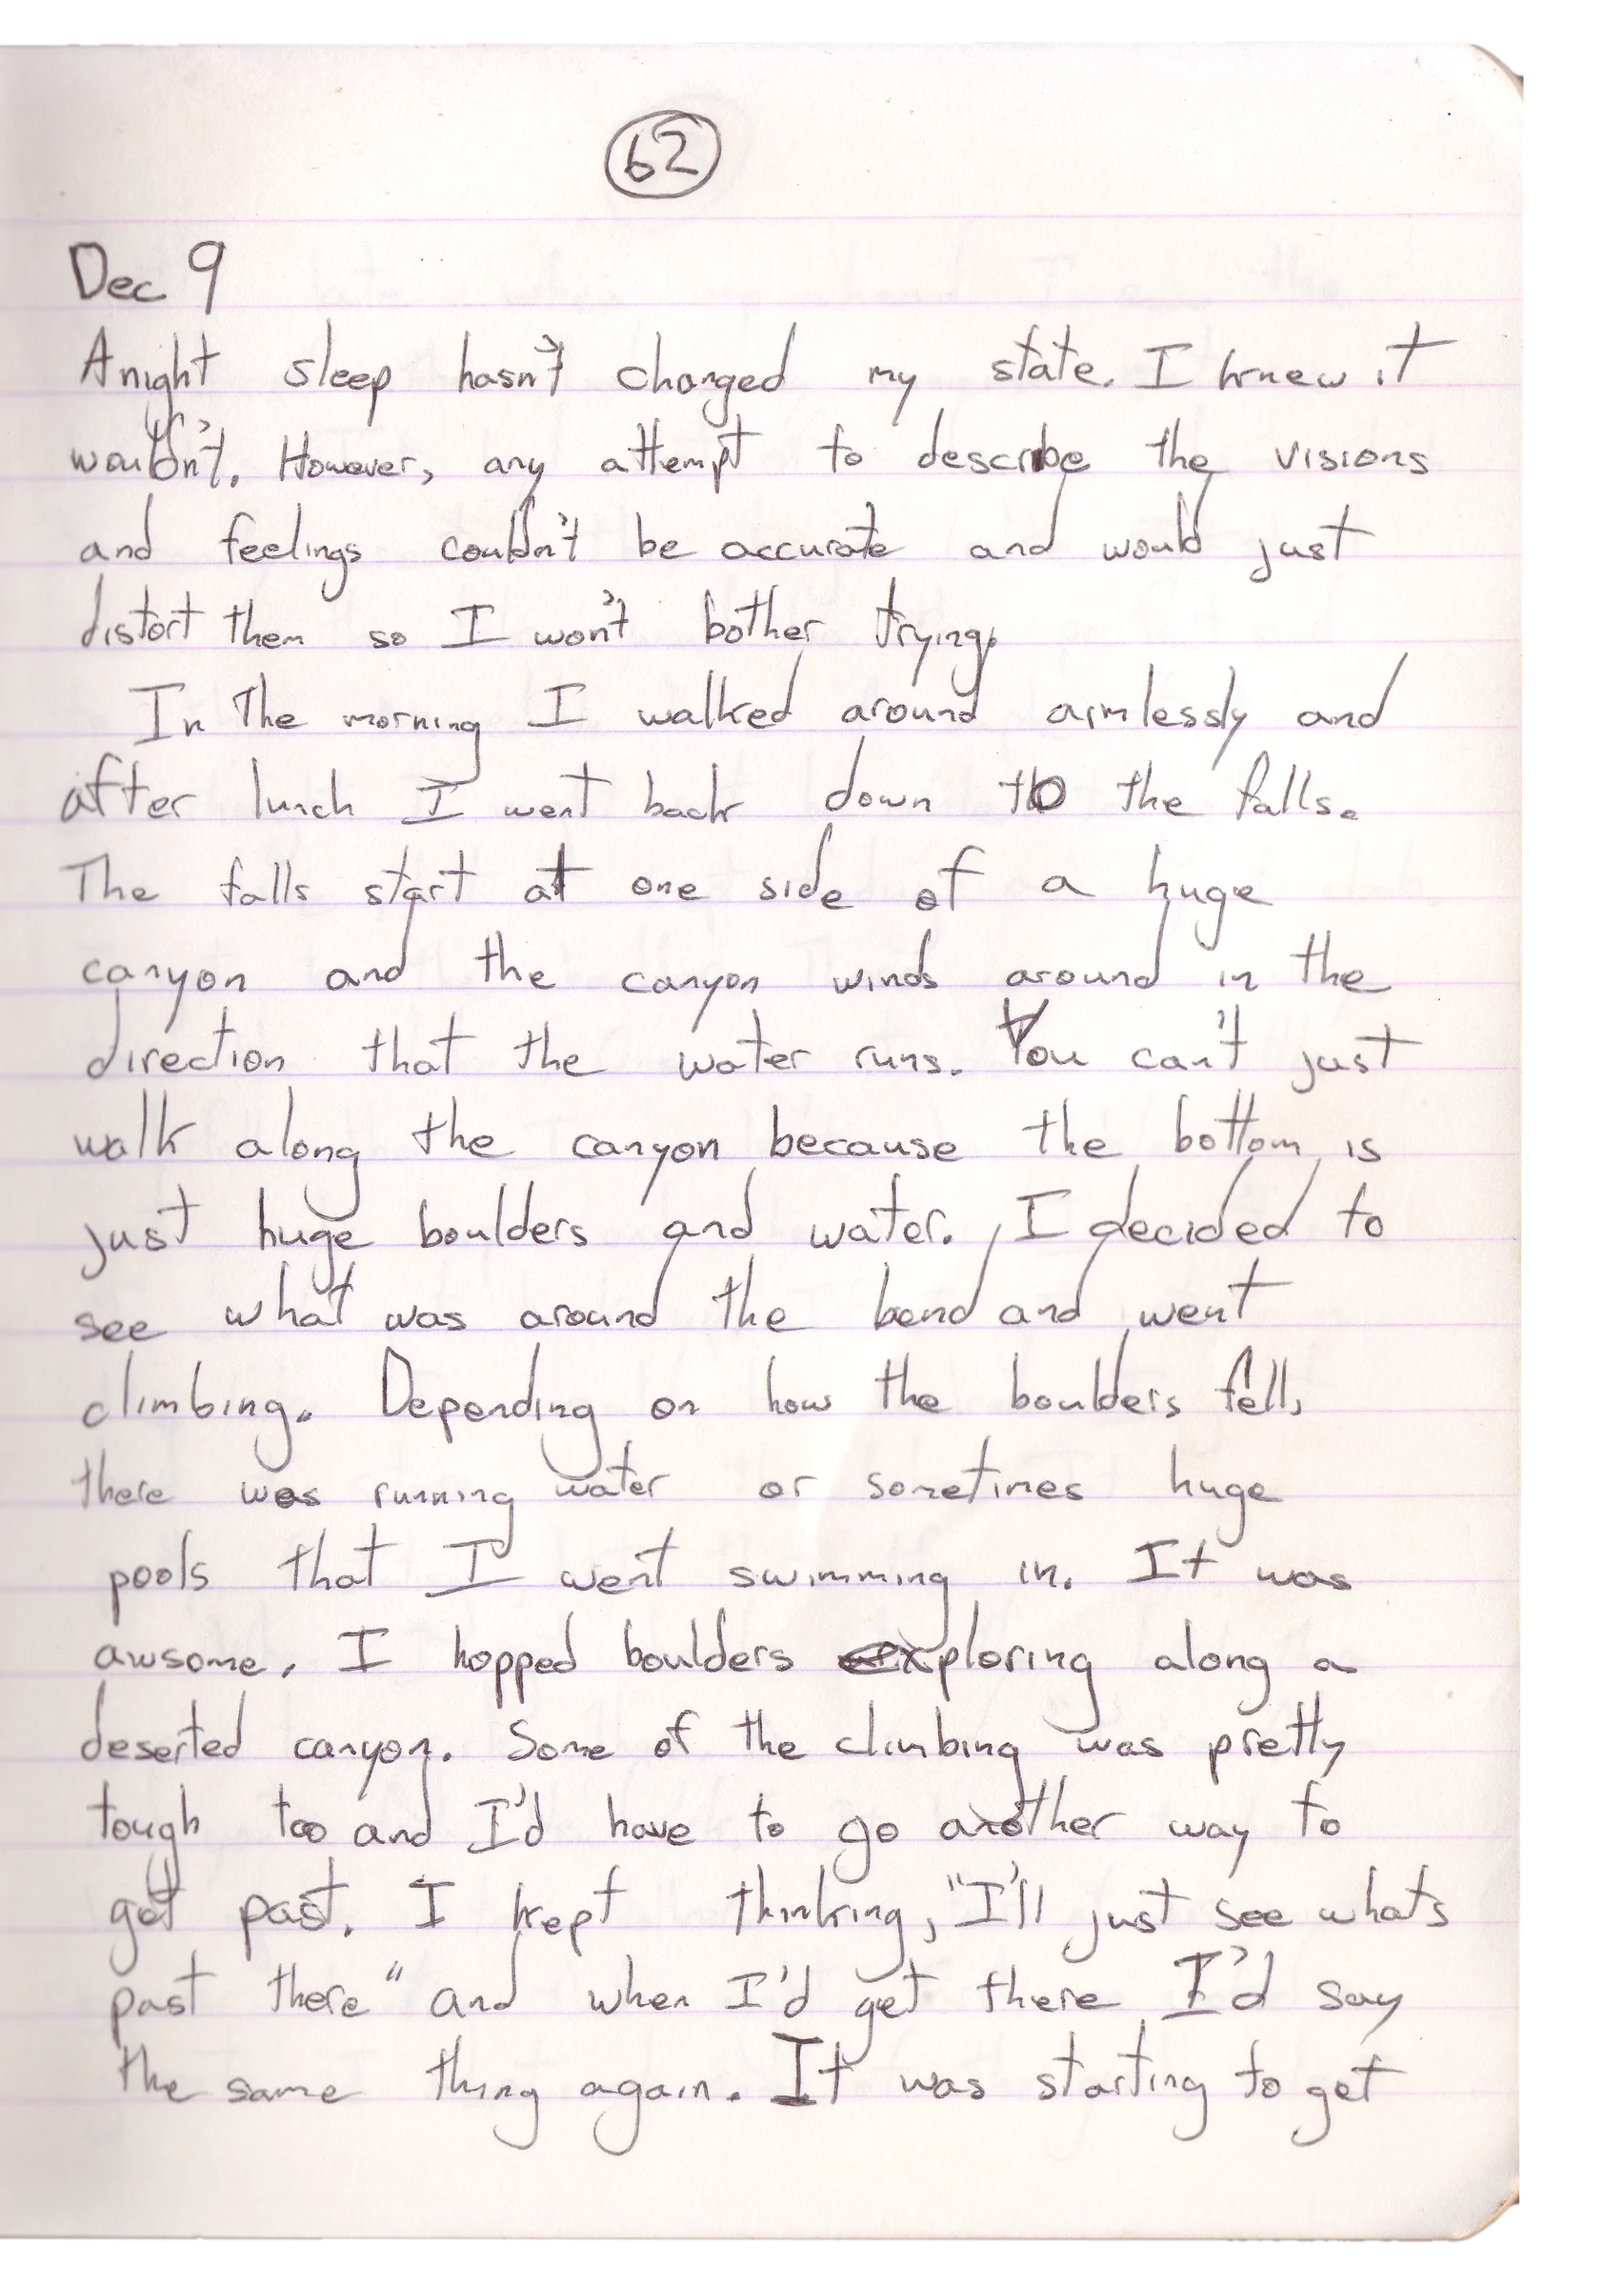 62
Dec 9
A night sleep hasn't changed my state. I knew it
wouldn't. However, any attempt to describe the visions
and feelings couldn't be accurate and would just
distort them so I won't bother trying.
In the morning I walked around aimlessly and
after lunch I went back down to the falls.
The falls start at one side of a huge
canyon and the canyon winds around in the
direction that the water runs. You can't just
walk along the canyon because the bottom is
just huge boulders and water. I decided to
see what was around the bend and went
climbing. Depending on how the boulders fell,
there was running water or sometimes huge
pools that I went swimming in. It was
awsome. I hopped boulders exploring along a
deserted canyon. Some of the climbing was pretty
tough too and I'd have to go another way to
get past. I kept thinking, "I'll just see whats
past there" and when I'd get there I'd say
the same thing again. It was starting to get